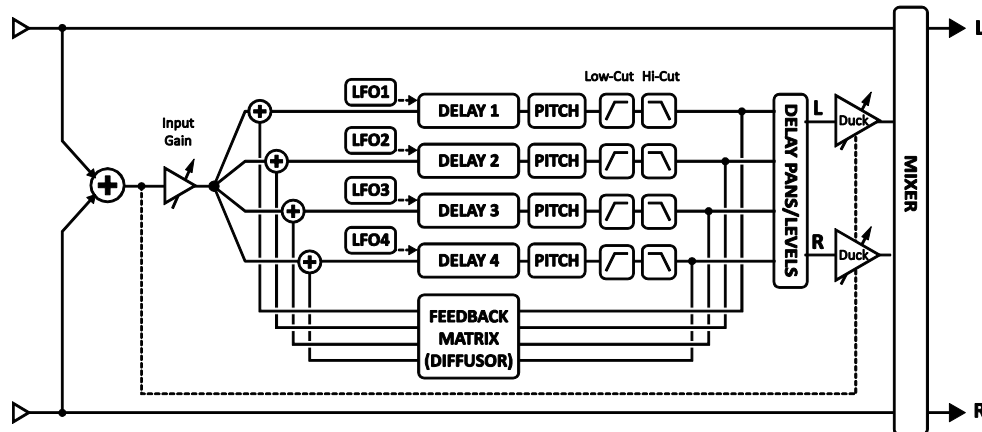 L
Low-Cut Hi-Cut
LFO1
DELAY 1 PITCH
L
Duck
Input
Gain
LFO2
DELAY 2 PITCH
LFO3
DELAY 3 PITCH
LFO4
DELAY 4 PITCH
DELAY PANS/LEVELS
R
Duck
MIXER
FEEDBACK
MATRIX
(DIFFUSOR)
R